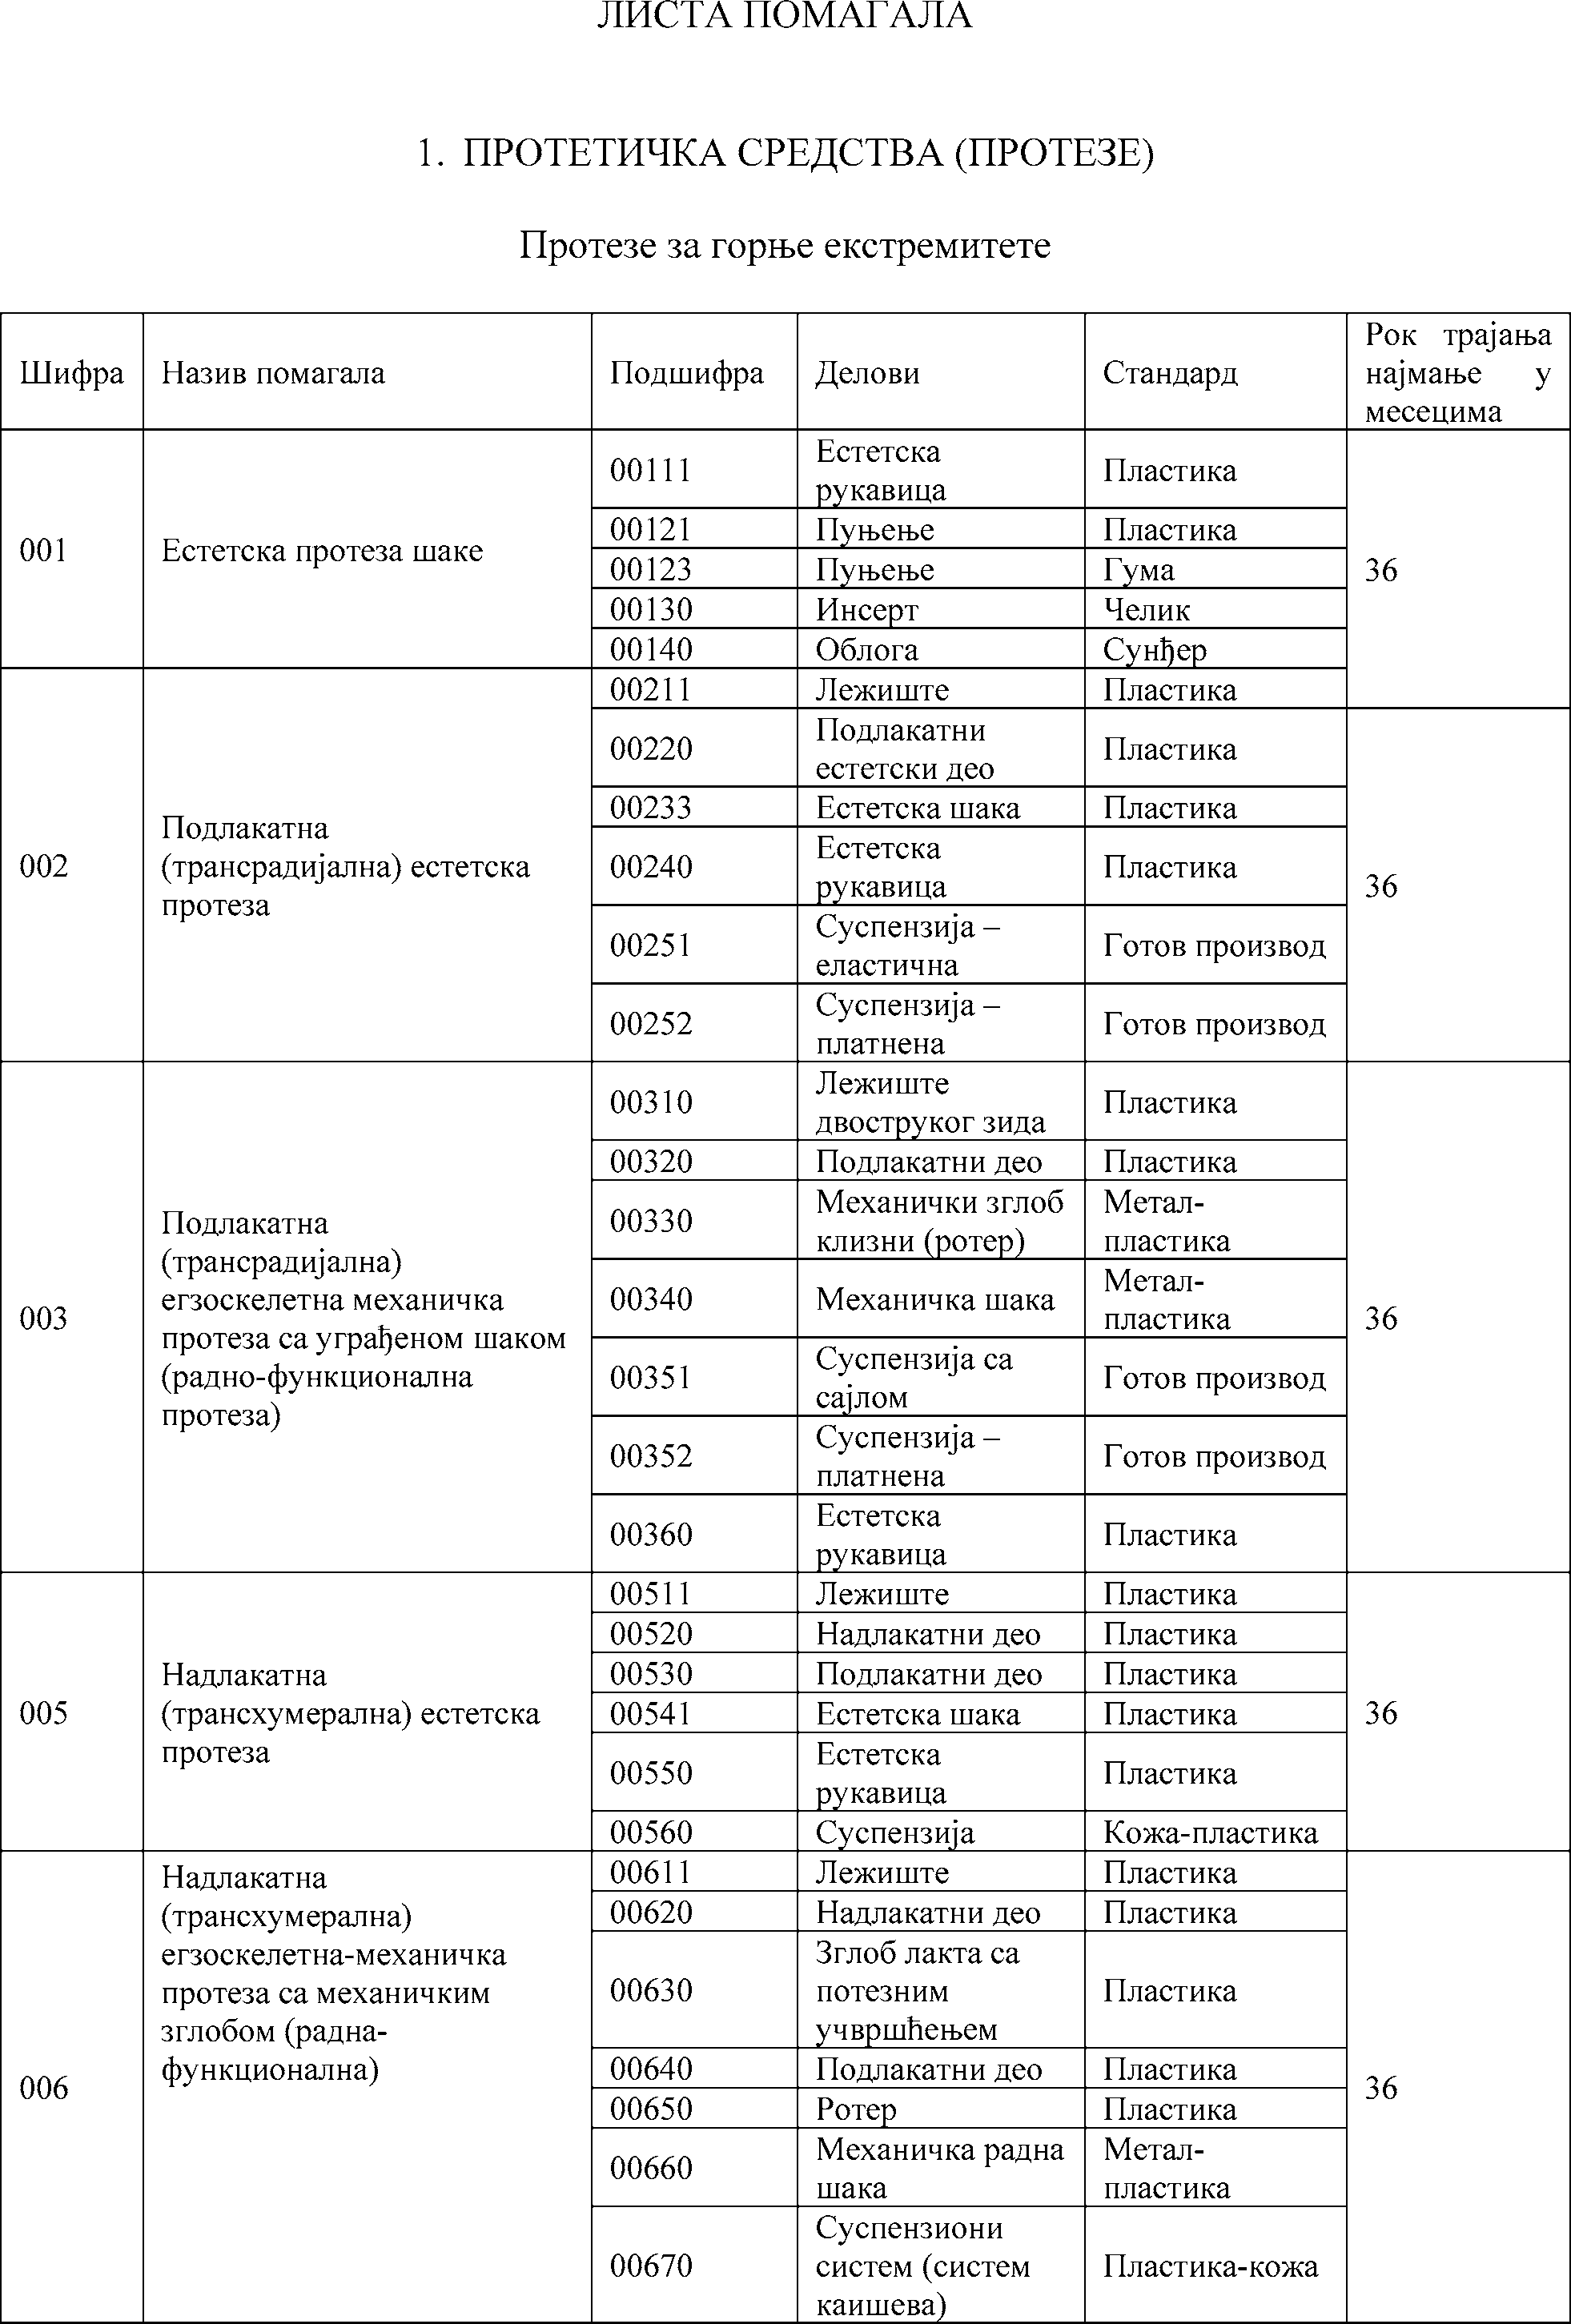 ЛИСТА ПОМАГАЛА
1. ПРОТЕТИЧКА СРЕДСТВА (ПРОТЕЗЕ)
Протезе за горње екстремитете
Шифра
Назив помагала
Подшифра
Делови
Стандард
Рок трајања
најмање у
месецима
001
Естетска протеза шаке
00111
Естетска
рукавица
Пластика
00121
Пуњење
Пластика
00123
Пуњење
Гума
00130
Инсерт
Челик
00140
Облога
Сунђер
36
002
Подлакатна
(трансрадијална) естетска
протеза
00211
Лежиште
Пластика
00220
Подлакатни
естетски део
Пластика
00233
Естетска шака
Пластика
00240
Естетска
рукавица
Пластика
00251
Суспензија –
еластична
Готов производ
00252
Суспензија –
платнена
Готов производ
36
003
Подлакатна
(трансрадијална)
егзоскелетна механичка
протеза са уграђеном шаком
(радно-функционална
протеза)
00310
Лежиште
двоструког зида
Пластика
00320
Подлакатни део
Пластика
00330
Механички зглоб
клизни (ротер)
Метал-
пластика
00340
Механичка шака
Метал-
пластика
00351
Суспензија са
сајлом
Готов производ
00352
Суспензија –
платнена
Готов производ
00360
Естетска
рукавица
Пластика
36
005
Надлакатна
(трансхумерална) естетска
протеза
00511
Лежиште
Пластика
00520
Надлакатни део
Пластика
00530
Подлакатни део
Пластика
00541
Естетска шака
Пластика
00550
Естетска
рукавица
Пластика
00560
Суспензија
Кожа-пластика
36
006
Надлакатна
(трансхумерална)
егзоскелетна-механичка
протеза са механичким
зглобом (радна-
функционална)
00611
Лежиште
Пластика
00620
Надлакатни део
Пластика
00630
Зглоб лакта са
потезним
учвршћењем
Пластика
00640
Подлакатни део
Пластика
00650
Ротер
Пластика
00660
Механичка радна
шака
Метал-
пластика
00670
Суспензиони
систем (систем
каишева)
Пластика-кожа
36